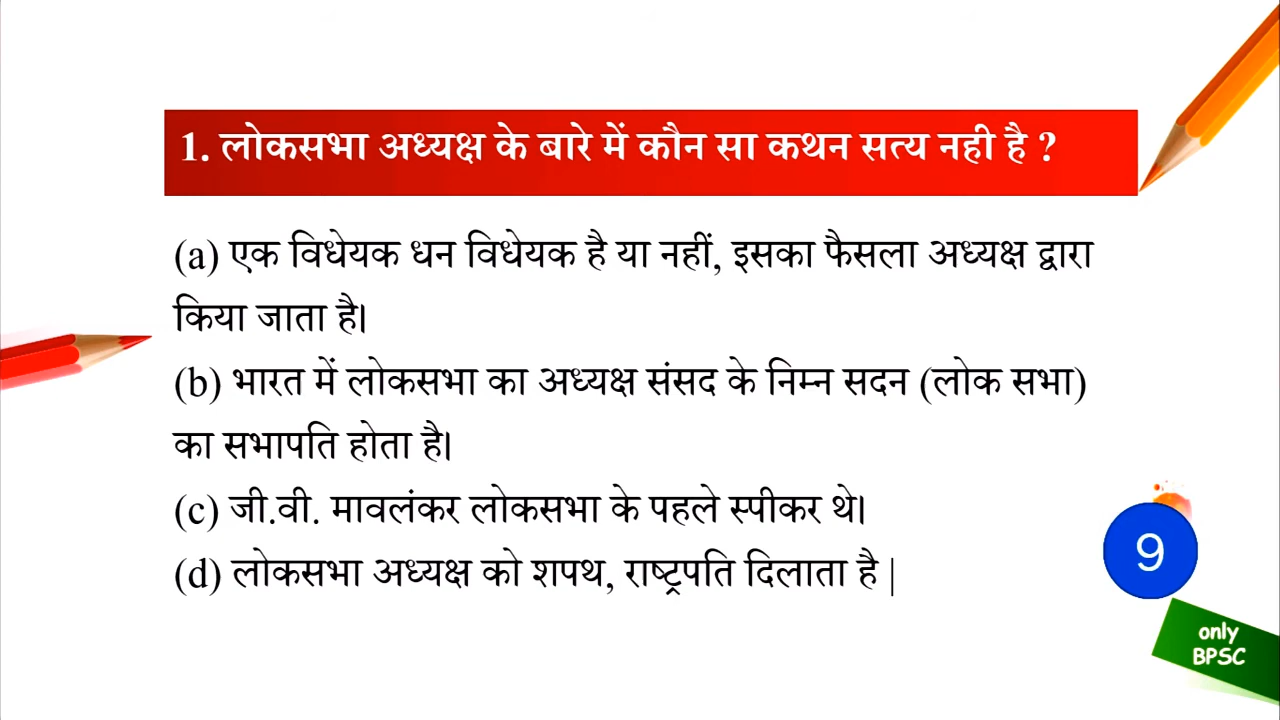 1. लोकसभा अध्यक्ष के बारे में कौन सा कथन सत्य नही है ?
(a) एक विधेयक धन विधेयक है या नहीं, इसका फैसला अध्यक्ष द्वारा
किया जाता है।
(b) भारत में लोकसभा का अध्यक्ष संसद के निम्न सदन (लोक सभा)
का सभापति होता है।
(c) जी.वी. मावलंकर लोकसभा के पहले स्पीकर थे।
(d) लोकसभा अध्यक्ष को शपथ, राष्ट्रपति दिलाता है |
9
only
BPSC